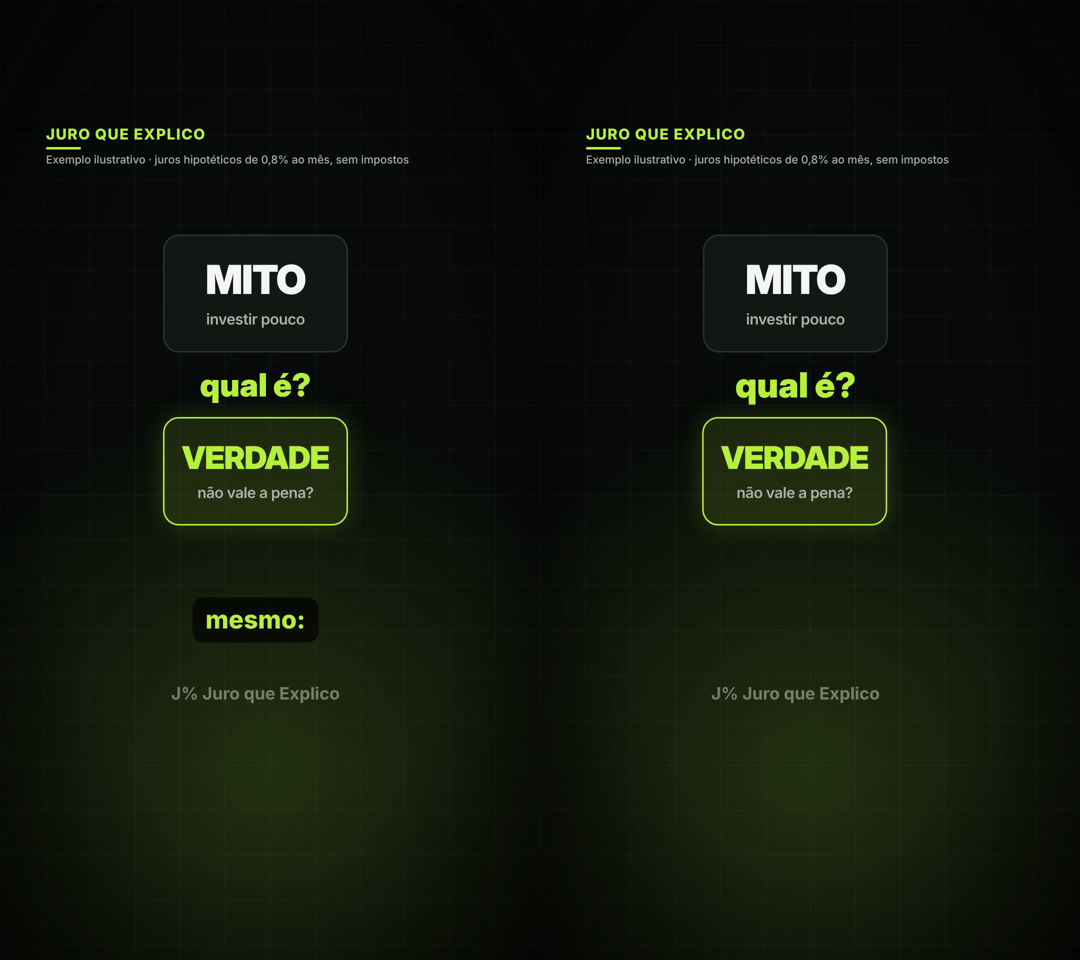 JURO QUE EXPLICO
Exemplo ilustrativo · juros hipotéticos de 0,8% ao mês, sem impostos
MITO
investir pouco
qual é?
VERDADE
não vale a pena?
mesmo:
J% Juro que Explico
JURO QUE EXPLICO
Exemplo ilustrativo · juros hipotéticos de 0,8% ao mês, sem impostos
MITO
investir pouco
qual é?
VERDADE
não vale a pena?
J% Juro que Explico